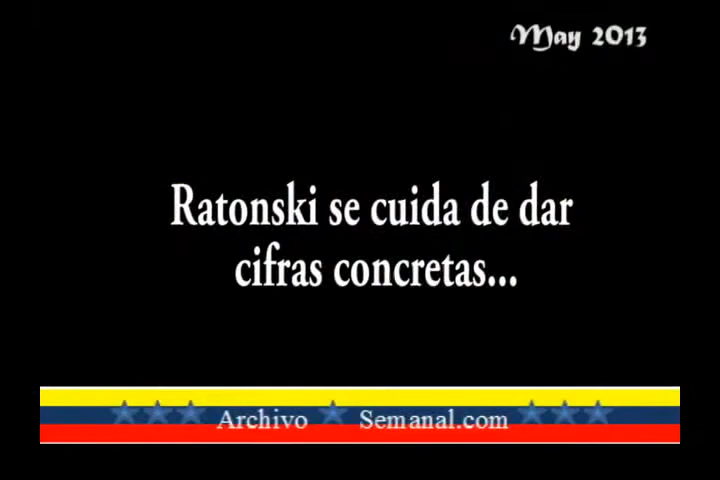 May 2013
Ratonski se cuida de dar
cifras concretas...
Archivo Semanal.com